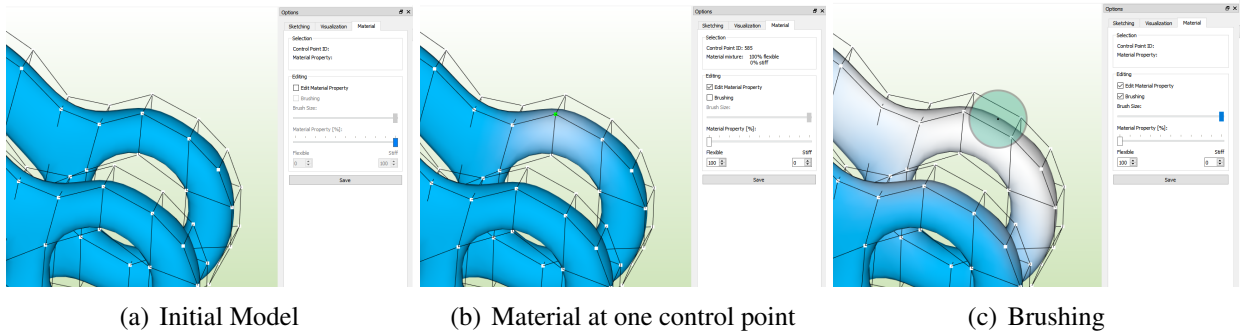 Options
Sketching Visualization Material
Selection
Control Point ID:
Material Property:
Editing
Edit Material Property
Brushing
Brush Size:
Material Property [%]:
Flexible Stiff
0 100
Save
(a) Initial Model
Options
Sketching Visualization Material
Selection
Control Point ID: 585
Material mixture: 100% flexible
0% stiff
Editing
Edit Material Property
Brushing
Brush Size:
Material Property [%]:
Flexible Stiff
100 0
Save
(b) Material at one control point
Options
Sketching Visualization Material
Selection
Control Point ID:
Material Property:
Editing
Edit Material Property
Brushing
Brush Size:
Material Property [%]:
Flexible Stiff
100 0
Save
(c) Brushing